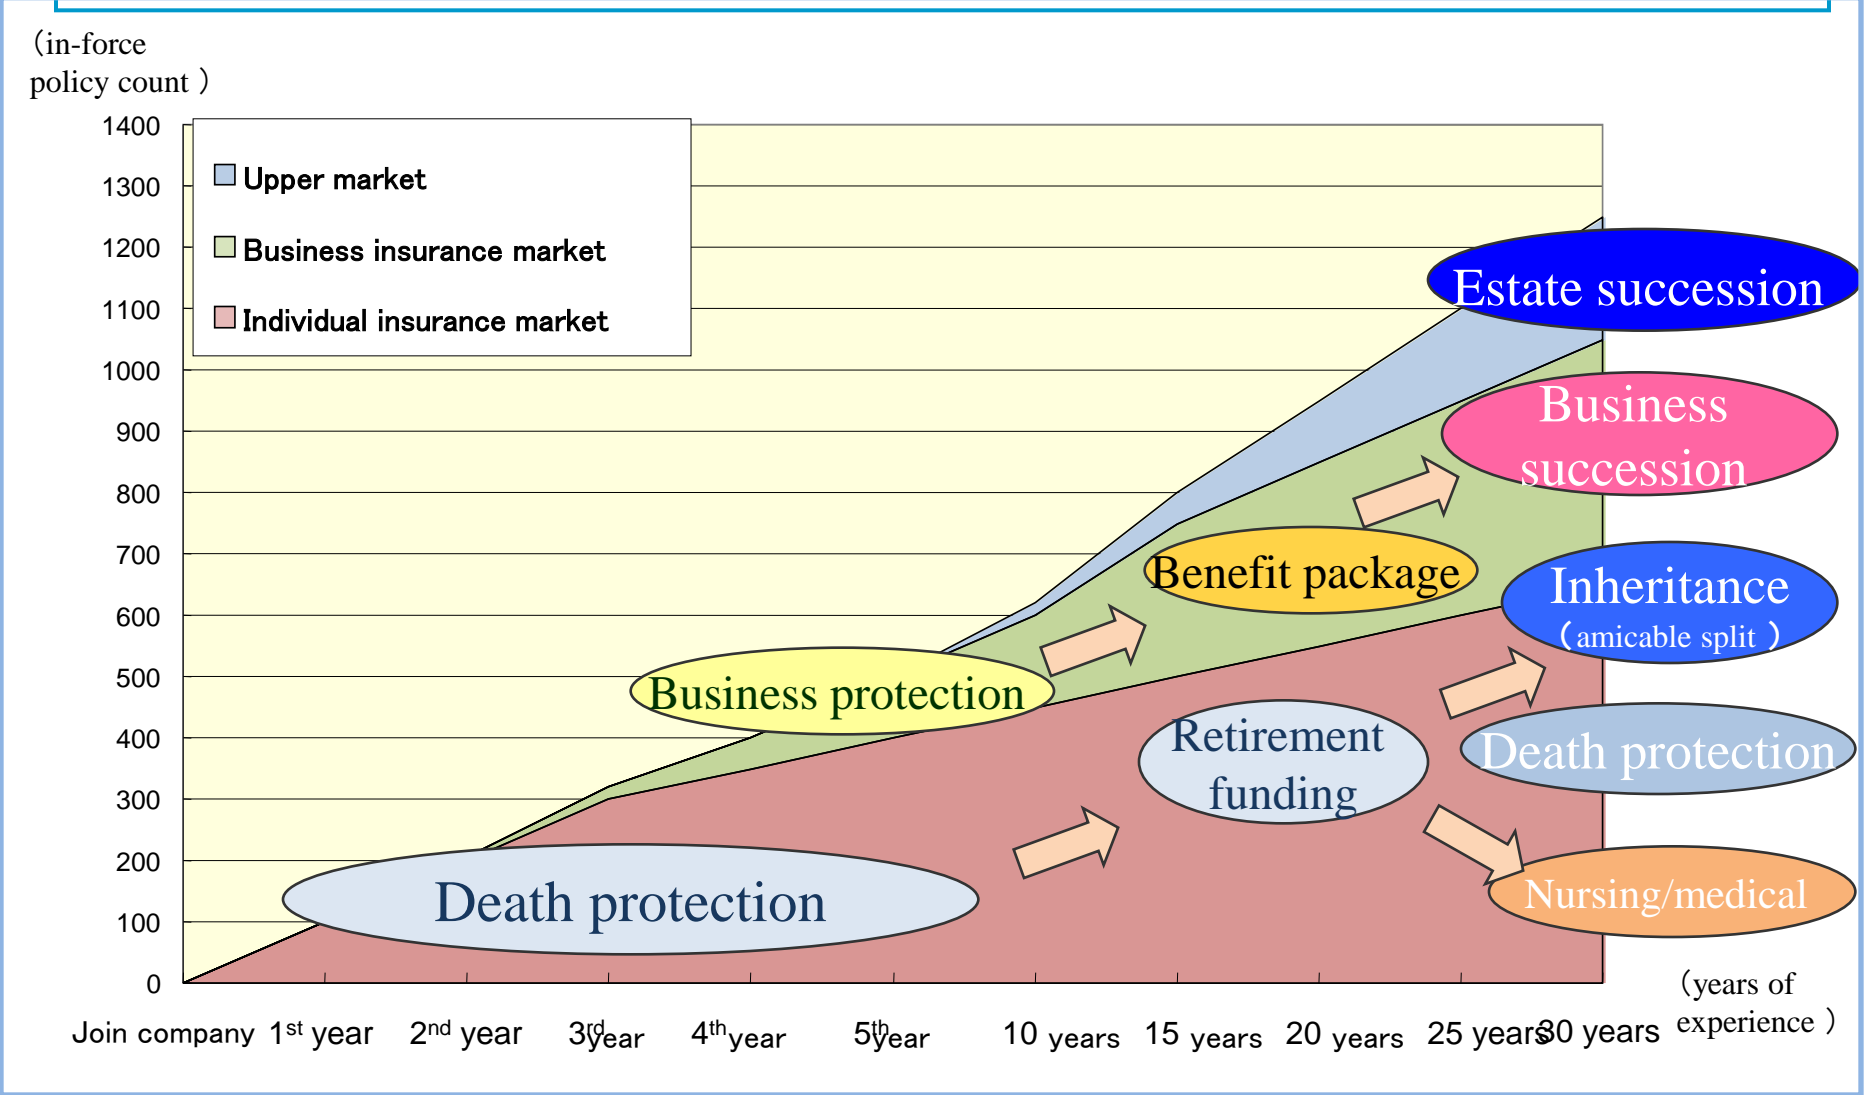 （in-force
policy count ）
1400
1300
1200
1100
1000
900
800
700
600
500
400
300
200
100
0
Upper market
Business insurance market
Individual insurance market
Estate succession
Business
succession
Benefit package
Inheritance
（amicable split ）
Business protection
Retirement
funding
Death protection
Death protection
Nursing/medical
Join company 1st year 2nd year 3rd year 4th year 5th year 10 years 15 years 20 years 25 years 30 years
（years of
experience ）